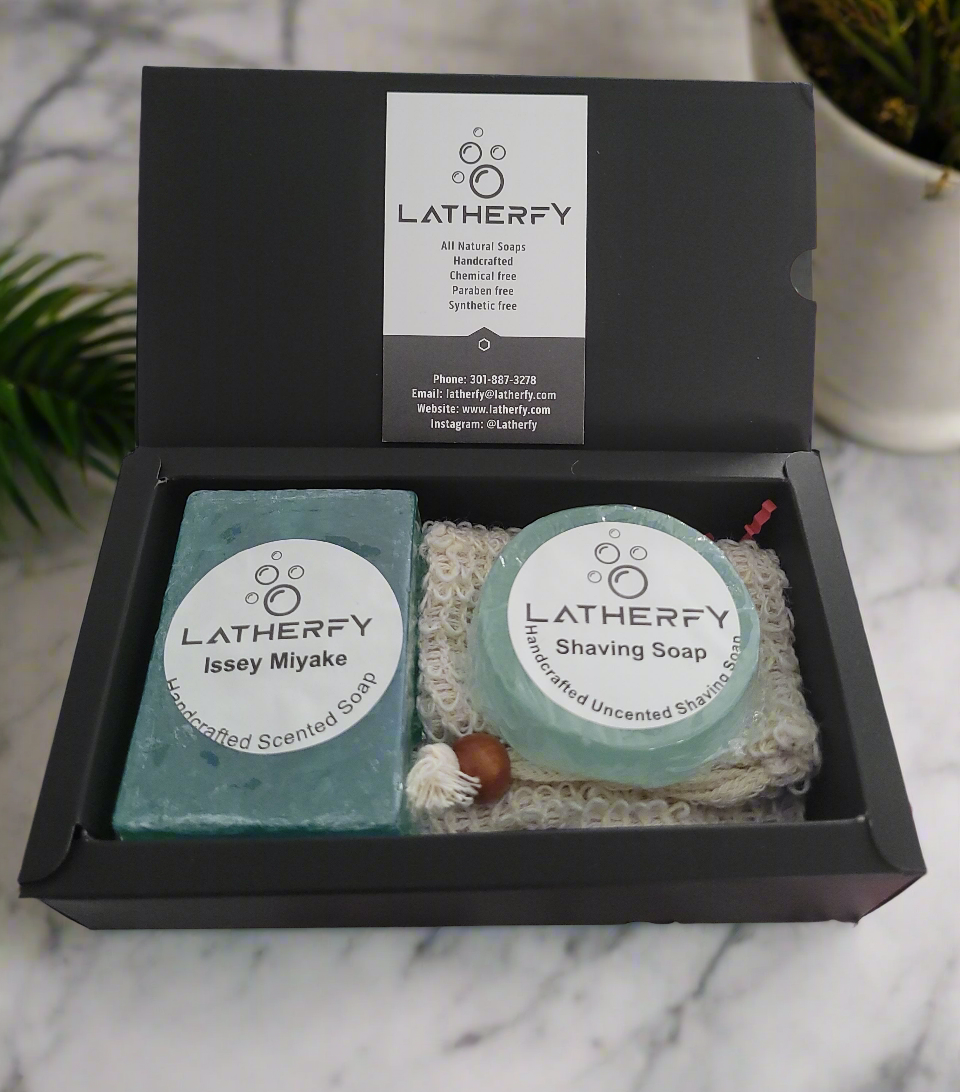 LATHERFY
All Natural Soaps
Handcrafted
Chemical free
Paraben free
Synthetic free
Phone: 301-887-3278
Email: latherfy@latherfy.com
Website: www.latherfy.com
Instagram: @Latherfy
LATHERFY
Issey Miyake
Handcrafted Scented Soap
LATHERFY
Shaving Soap
Handcrafted Uncented Shaving Soap